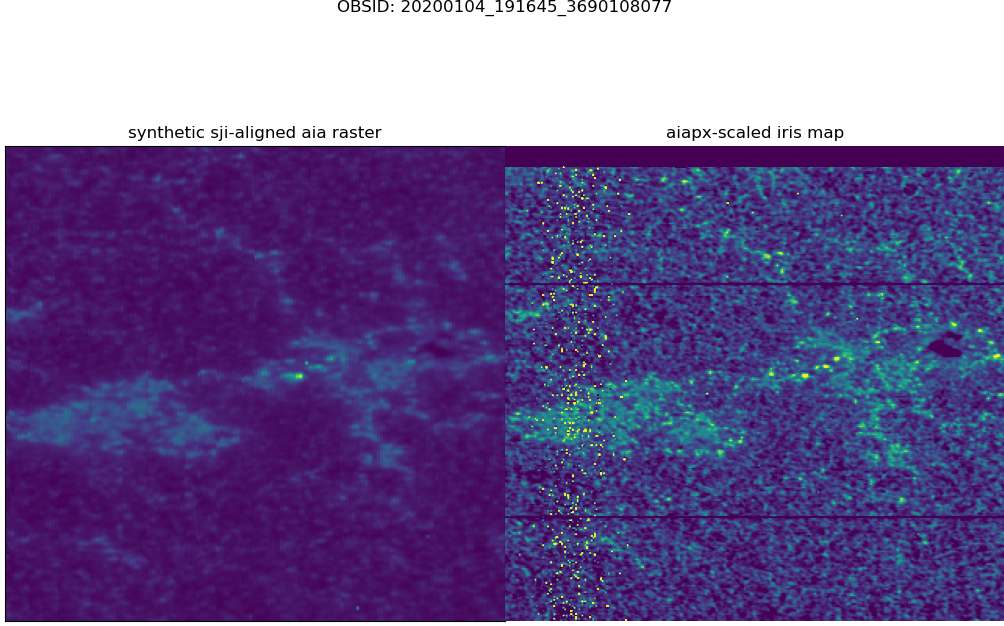 OBSID: 20200104_191645_3690108077
synthetic sji-aligned aia raster
aiapx-scaled iris map